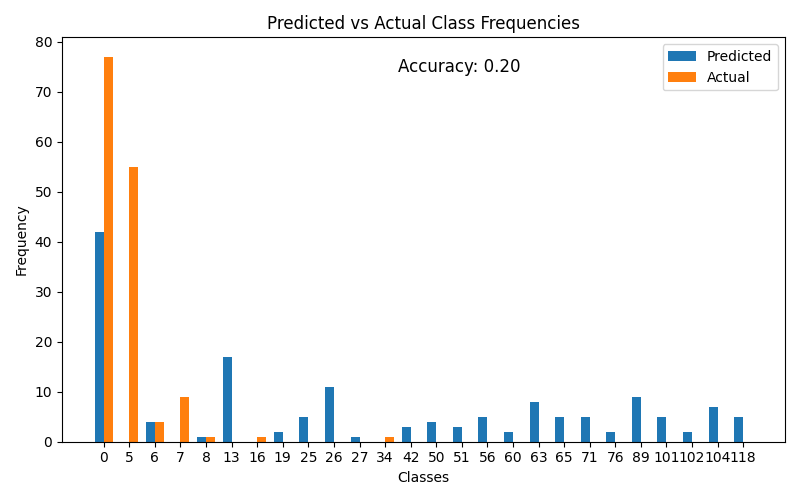 Predicted vs Actual Class Frequencies
Accuracy: 0.20
Predicted
Actual
80
70
60
50
40
30
20
10
0
Frequency
0 5 6 7 8 13 16 19 25 26 27 34 42 50 51 56 60 63 65 71 76 89 101 102 104 118
Classes